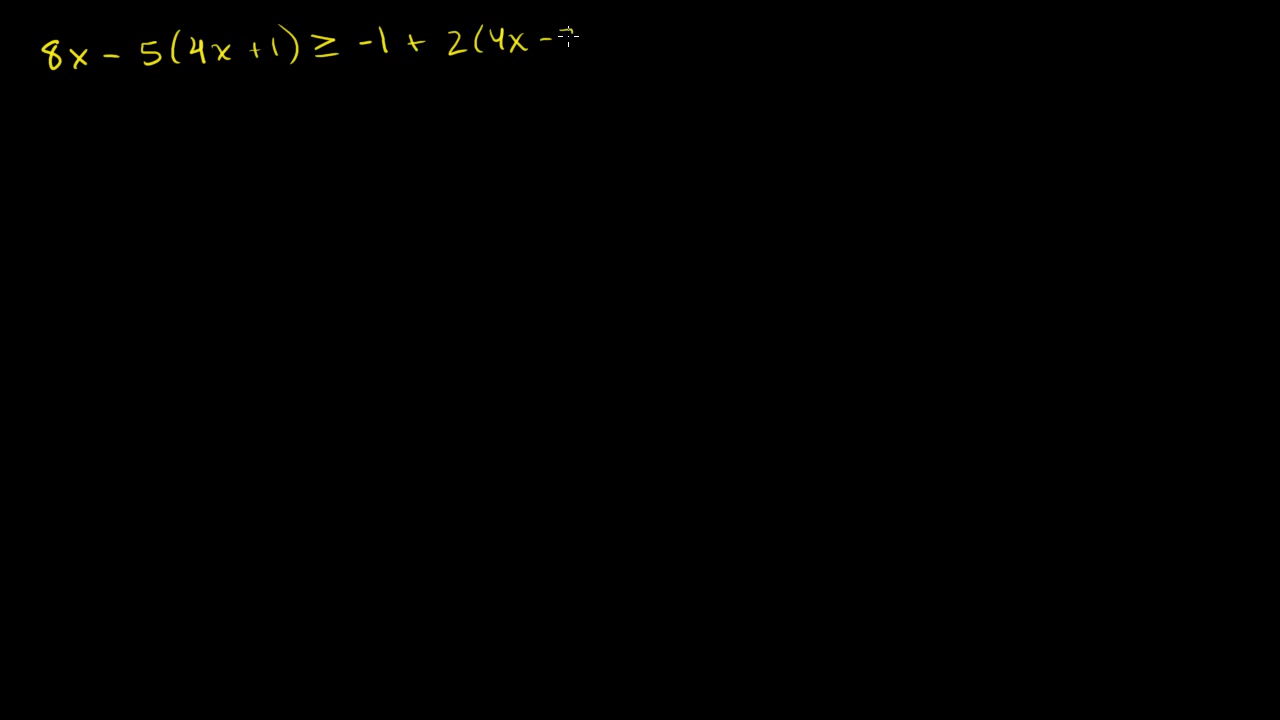 8x - 5(4x + 1) ≥ -1 + 2(4x -